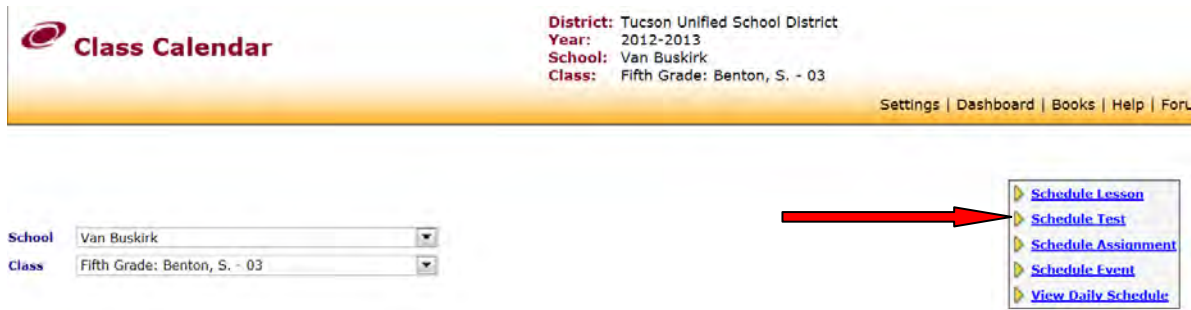 Class Calendar
District: Tucson Unified School District
Year: 2012-2013
School: Van Buskirk
Class: Fifth Grade: Benton, S. - 03
Settings | Dashboard | Books | Help | Foru
School Van Buskirk
Class Fifth Grade: Benton, S. - 03
Schedule Lesson
Schedule Test
Schedule Assignment
Schedule Event
View Daily Schedule